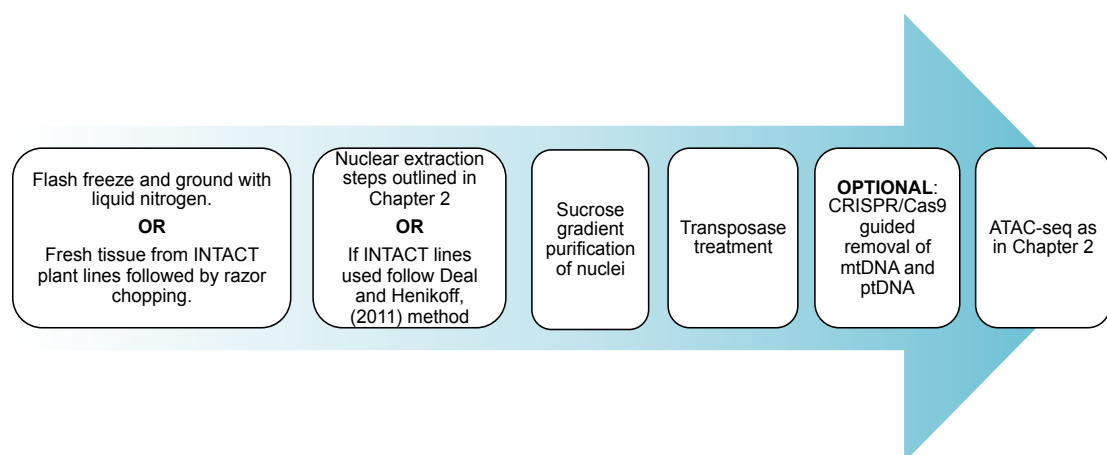 Flash freeze and ground with
liquid nitrogen.
OR
Fresh tissue from INTACT
plant lines followed by razor
chopping.
Nuclear extraction
steps outlined in
Chapter 2
OR
If INTACT lines
used follow Deal
and Henikoff,
(2011) method
Sucrose
gradient
purification
of nuclei
Transposase
treatment
OPTIONAL:
CRISPR/Cas9
guided
removal of
mtDNA and
ptDNA
ATAC-seq as
in Chapter 2